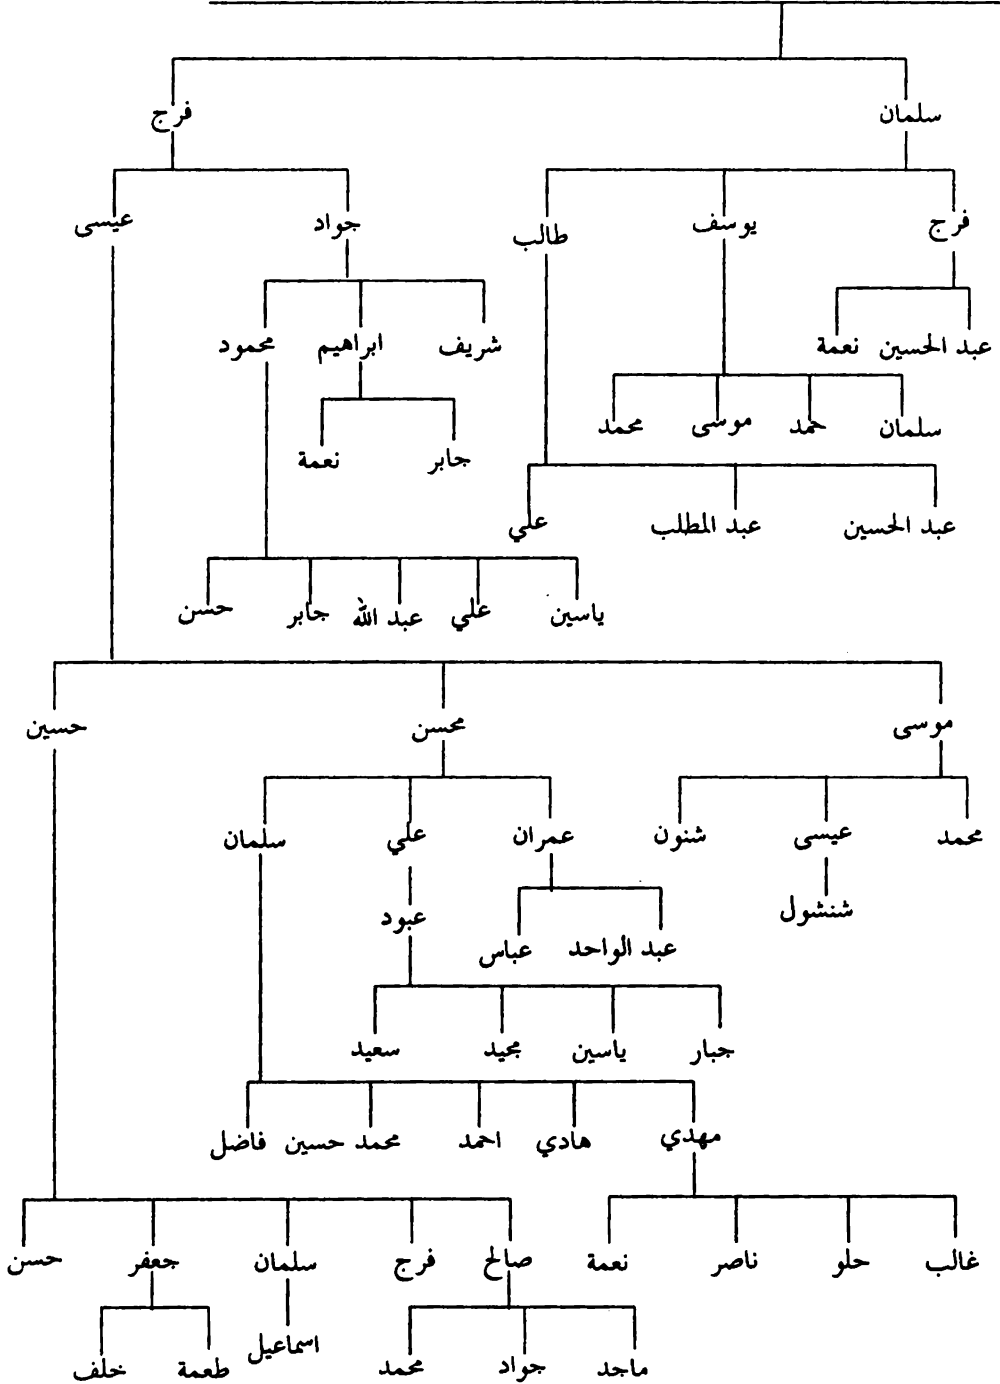 سلمان فرج
فرج يوسف طالب جواد عيسى
عبد الحسين نعمة شريف ابراهيم محمود
سلمان حمد موسى محمد
جابر نعمة
عبد الحسين عبد المطلب علي
ياسين علي عبد الله جابر حسن
موسى محسن حسين
محمد عيسى شنون عمران علي سلمان
شنشول عبود
عبد الواحد عباس
جبار ياسين مجيد سعيد
مهدي هادي احمد محمد حسين فاضل
غالب حلو ناصر نعمة صالح فرج سلمان جعفر حسن
اسماعيل
ماجد جواد محمد طعمة خلف